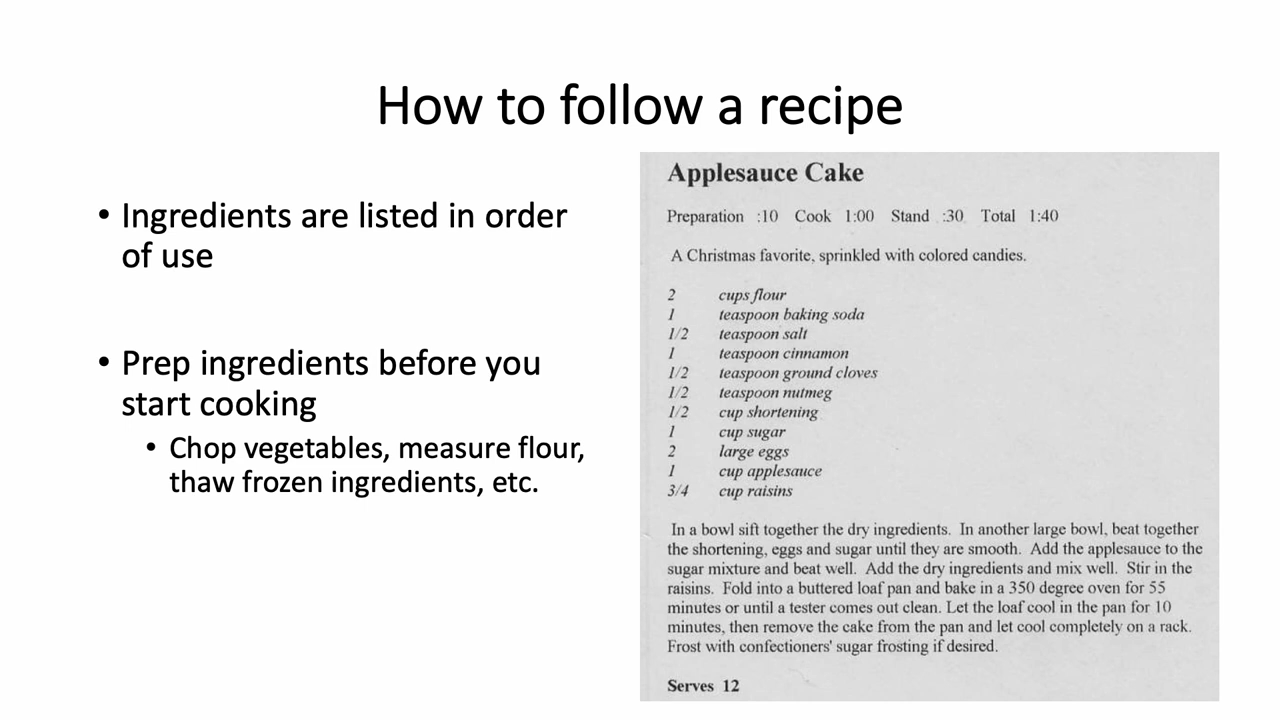 How to follow a recipe
• Ingredients are listed in order
of use
• Prep ingredients before you
start cooking
• Chop vegetables, measure flour,
thaw frozen ingredients, etc.
Applesauce Cake
Preparation :10 Cook 1:00 Stand :30 Total 1:40
A Christmas favorite, sprinkled with colored candies.
2 cups flour
1 teaspoon baking soda
1/2 teaspoon salt
1 teaspoon cinnamon
1/2 teaspoon ground cloves
1/2 teaspoon nutmeg
1/2 cup shortening
1 cup sugar
2 large eggs
1 cup applesauce
3/4 cup raisins
In a bowl sift together the dry ingredients. In another large bowl, beat together
the shortening, eggs and sugar until they are smooth. Add the applesauce to the
sugar mixture and beat well. Add the dry ingredients and mix well. Stir in the
raisins. Fold into a buttered loaf pan and bake in a 350 degree oven for 55
minutes or until a tester comes out clean. Let the loaf cool in the pan for 10
minutes, then remove the cake from the pan and let cool completely on a rack.
Frost with confectioners' sugar frosting if desired.
Serves 12